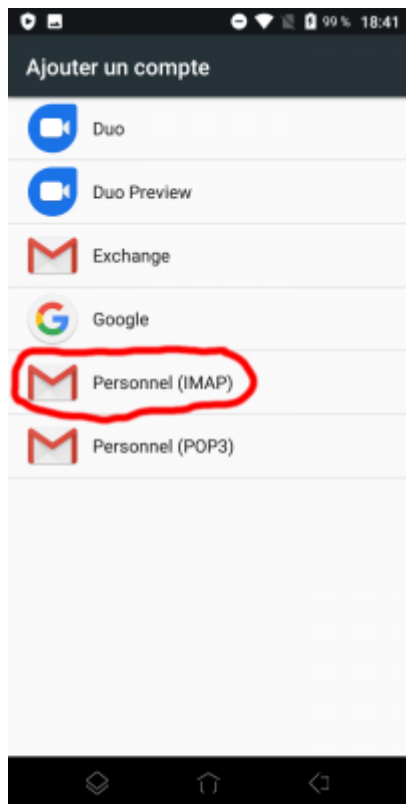 99 % 18:41
Ajouter un compte
Duo
Duo Preview
Exchange
Google
Personnel (IMAP)
Personnel (POP3)